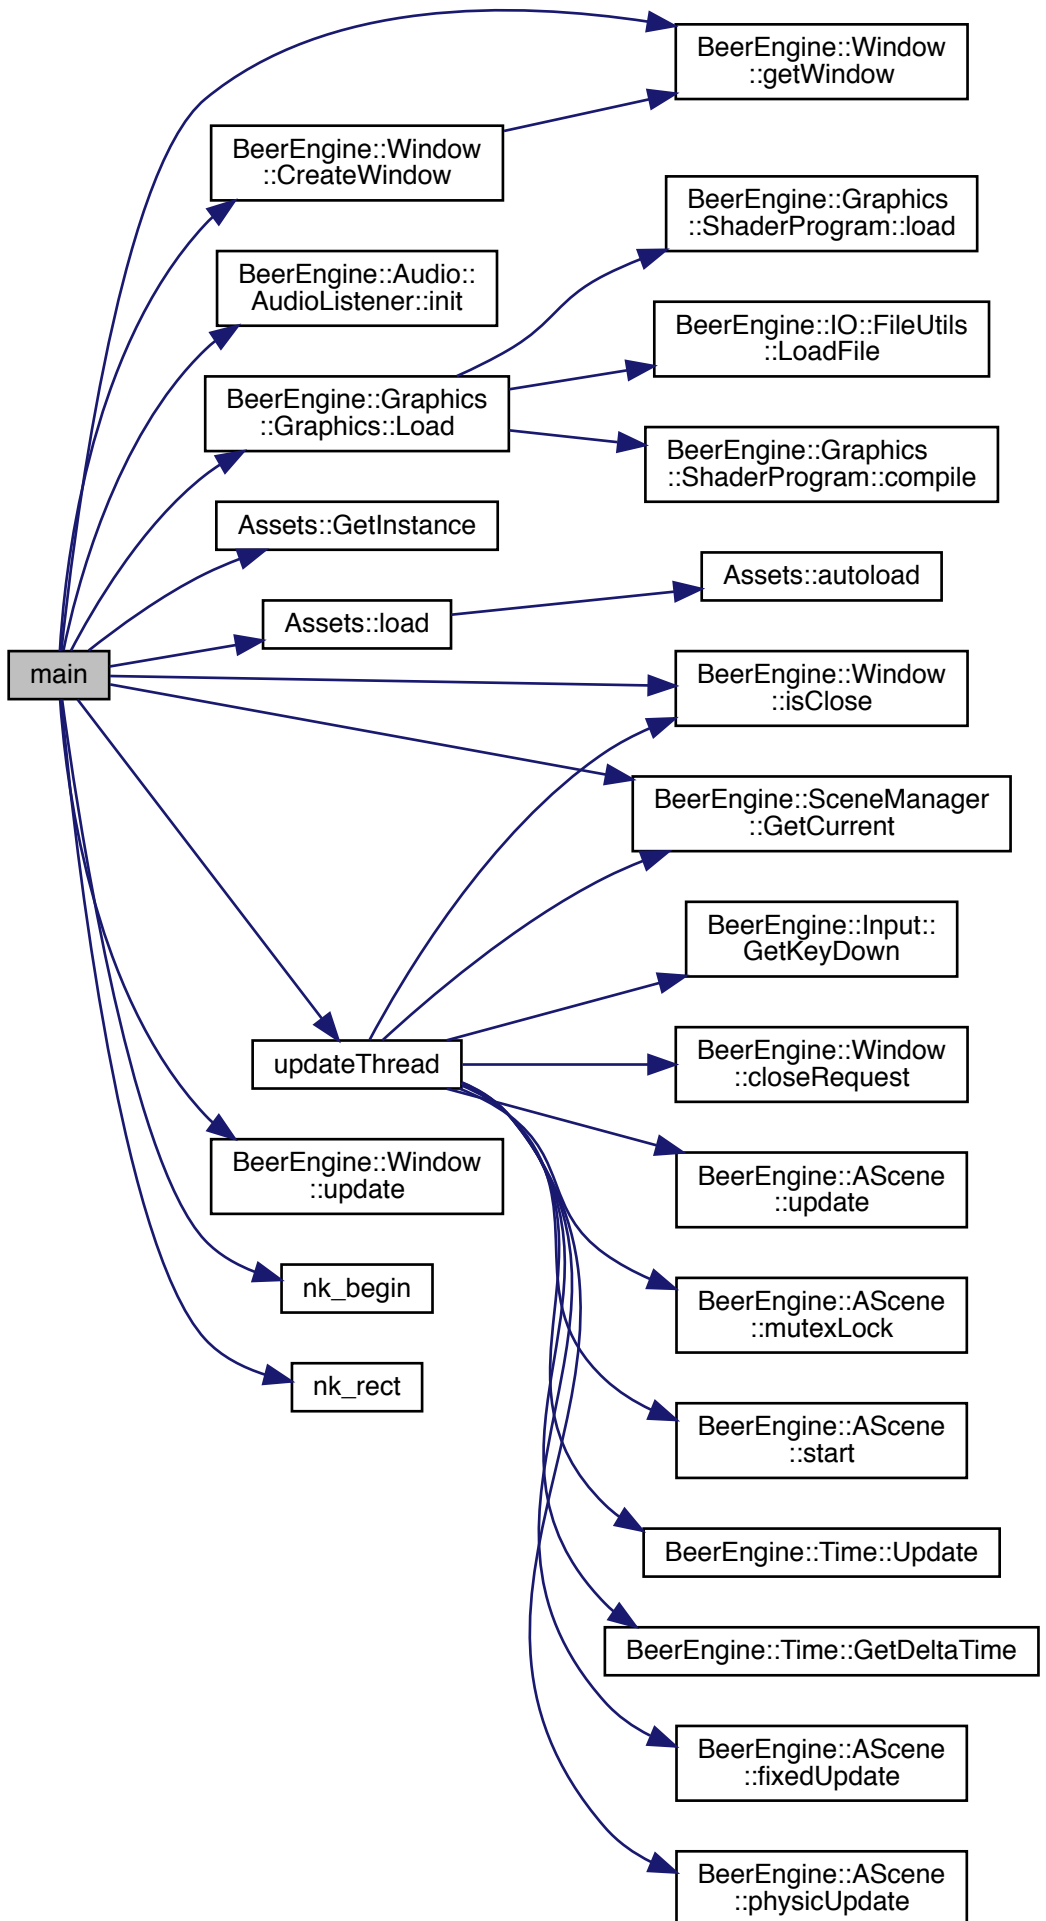 BeerEngine::Window
::getWindow
BeerEngine::Window
::CreateWindow
BeerEngine::Graphics
::ShaderProgram::load
BeerEngine::Audio::
AudioListener::init
BeerEngine::IO::FileUtils
::LoadFile
BeerEngine::Graphics
::Graphics::Load
BeerEngine::Graphics
::ShaderProgram::compile
Assets::GetInstance
Assets::autoload
Assets::load
main
BeerEngine::Window
::isClose
BeerEngine::SceneManager
::GetCurrent
BeerEngine::Input::
GetKeyDown
updateThread
BeerEngine::Window
::closeRequest
BeerEngine::Window
::update
BeerEngine::AScene
::update
nk_begin
BeerEngine::AScene
::mutexLock
nk_rect
BeerEngine::AScene
::start
BeerEngine::Time::Update
BeerEngine::Time::GetDeltaTime
BeerEngine::AScene
::fixedUpdate
BeerEngine::AScene
::physicUpdate